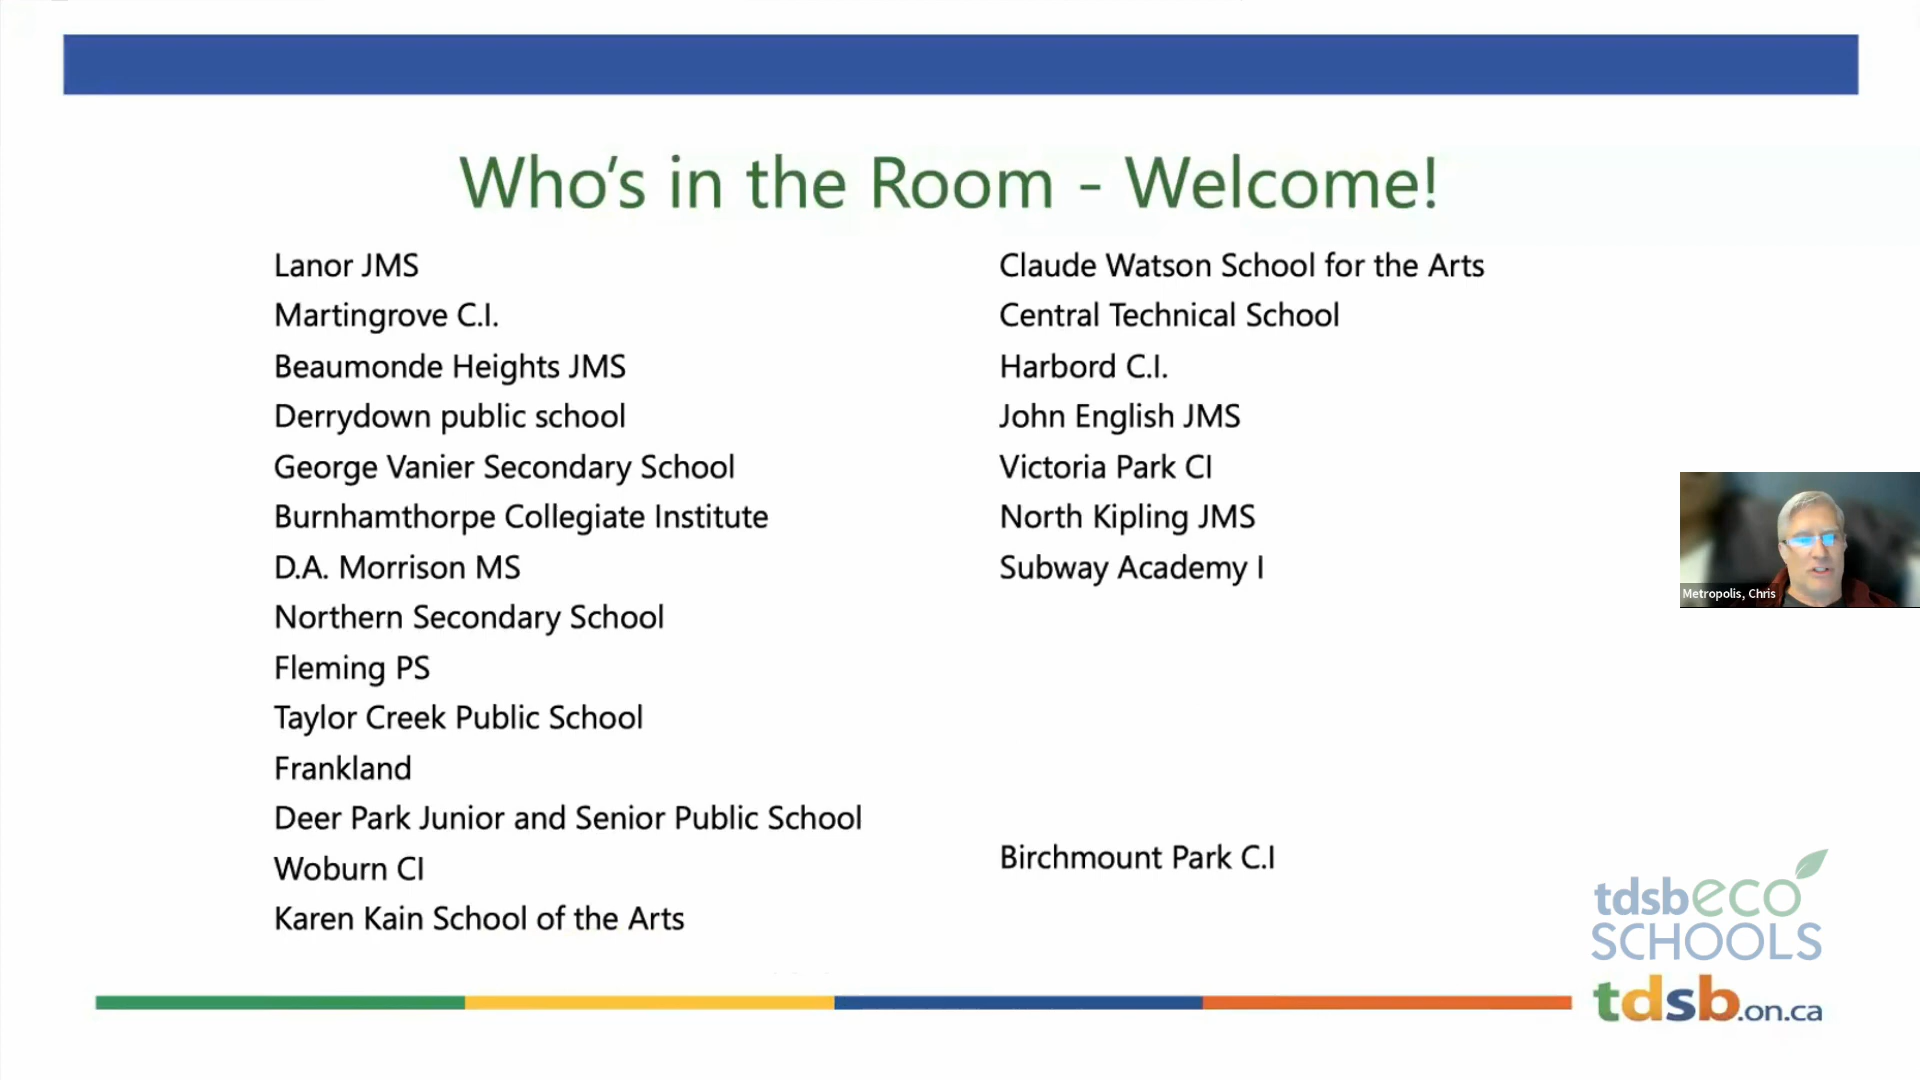 Who's in the Room - Welcome!
Lanor JMS
Martingrove C.I.
Beaumonde Heights JMS
Derrydown public school
George Vanier Secondary School
Burnhamthorpe Collegiate Institute
D.A. Morrison MS
Northern Secondary School
Fleming PS
Taylor Creek Public School
Frankland
Deer Park Junior and Senior Public School
Woburn CI
Karen Kain School of the Arts
Claude Watson School for the Arts
Central Technical School
Harbord C.I.
John English JMS
Victoria Park CI
North Kipling JMS
Subway Academy I
Birchmount Park C.I
Metropolis, Chris
tdsbeco
SCHOOLS
tdsb.on.ca